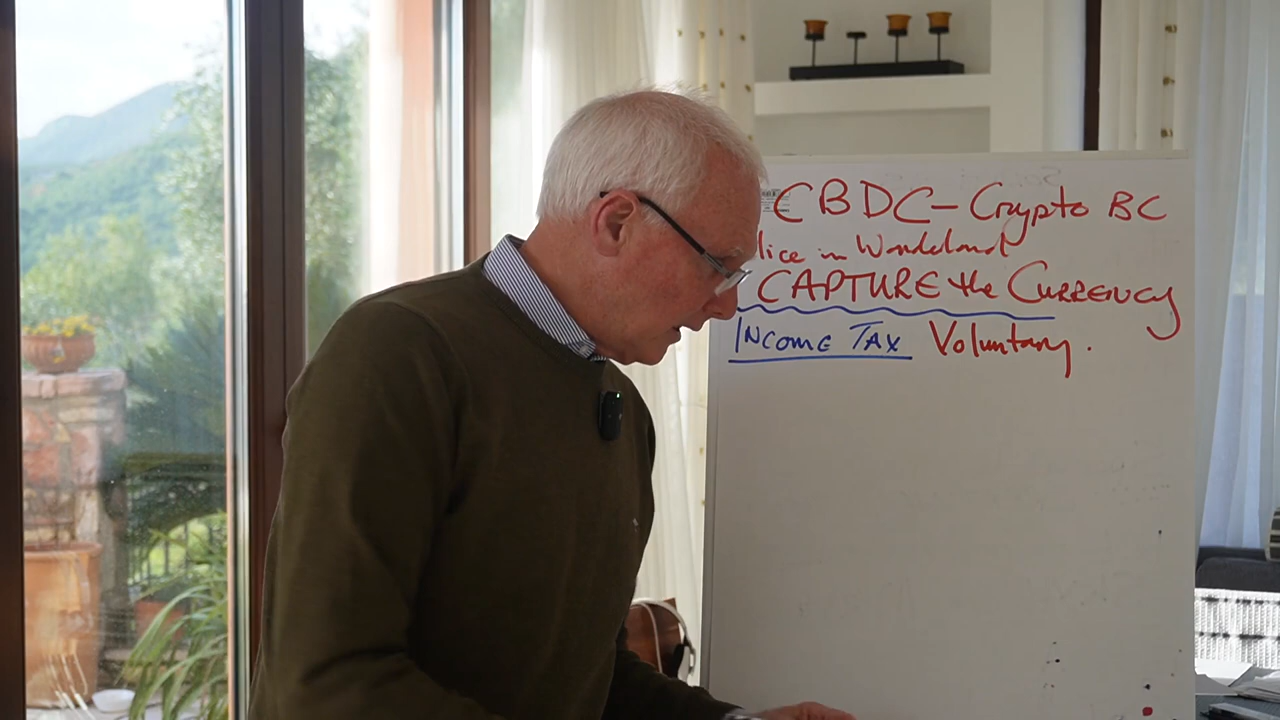 CBDC - Crypto BC
lice in Wonderland
CAPTURE the CURRENCY
INCOME TAX Voluntary.